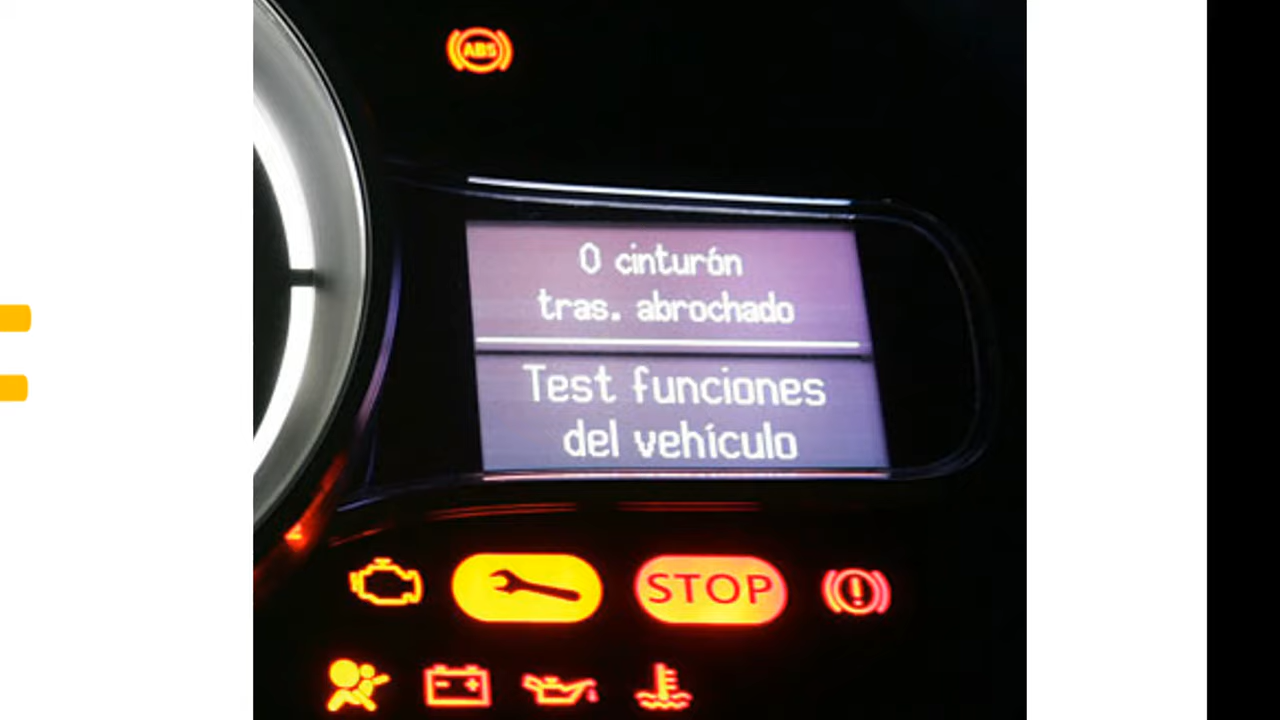 ABS
0 cinturón
tras. abrochado
Test funciones
del vehículo
STOP